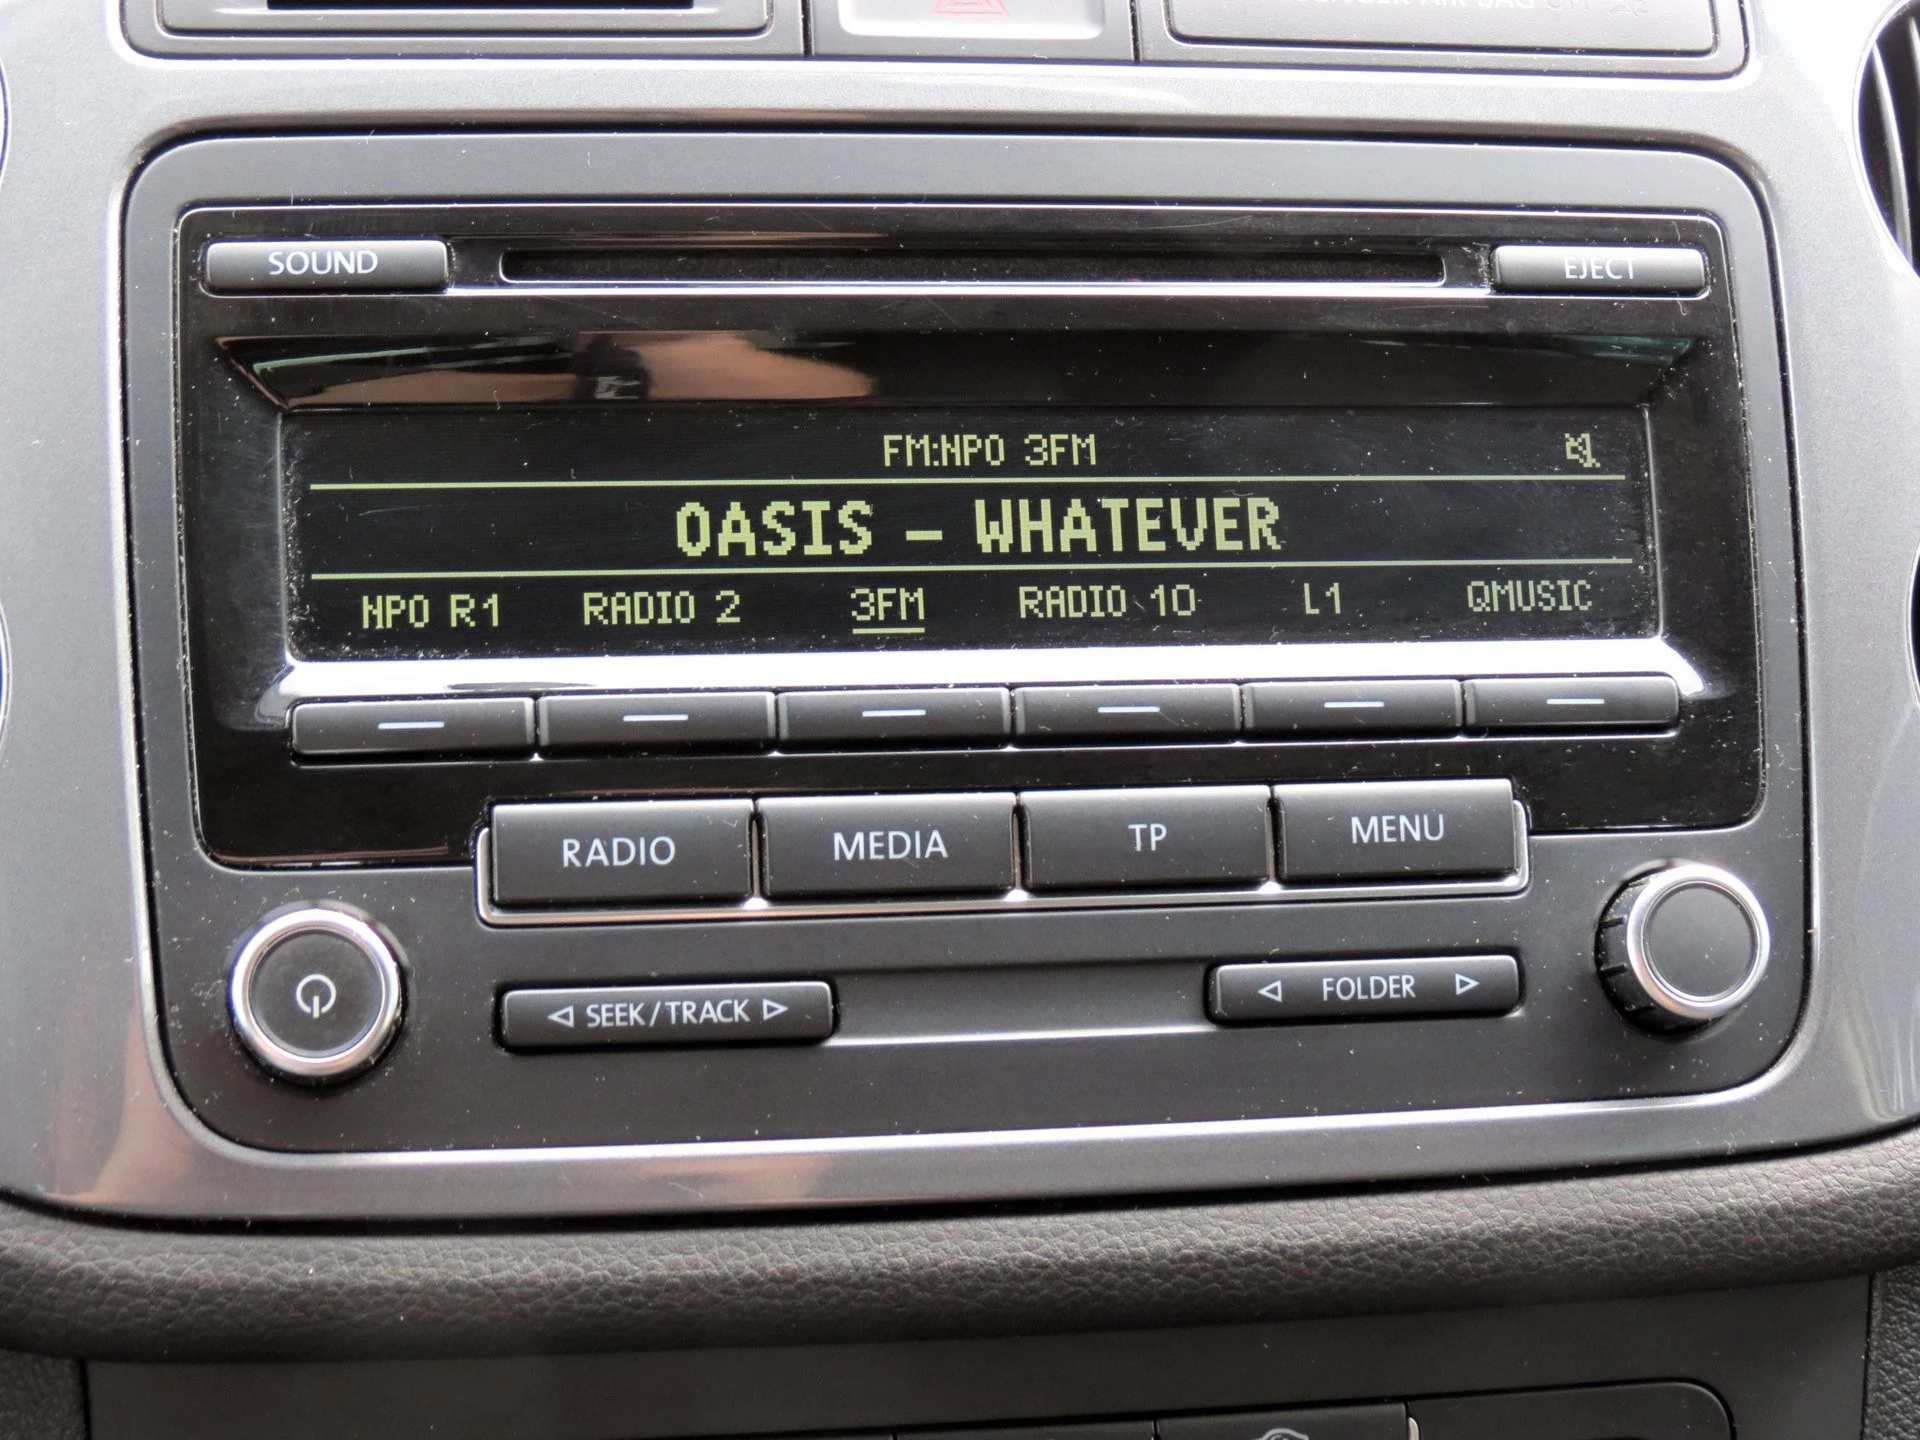 SOUND
EJECT
FM:NPO 3FM
OASIS – WHATEVER
NPO R1 RADIO 2 3FM RADIO 10 L1 QMUSIC
RADIO MEDIA TP MENU
◁ SEEK/TRACK ▷
◁ FOLDER ▷